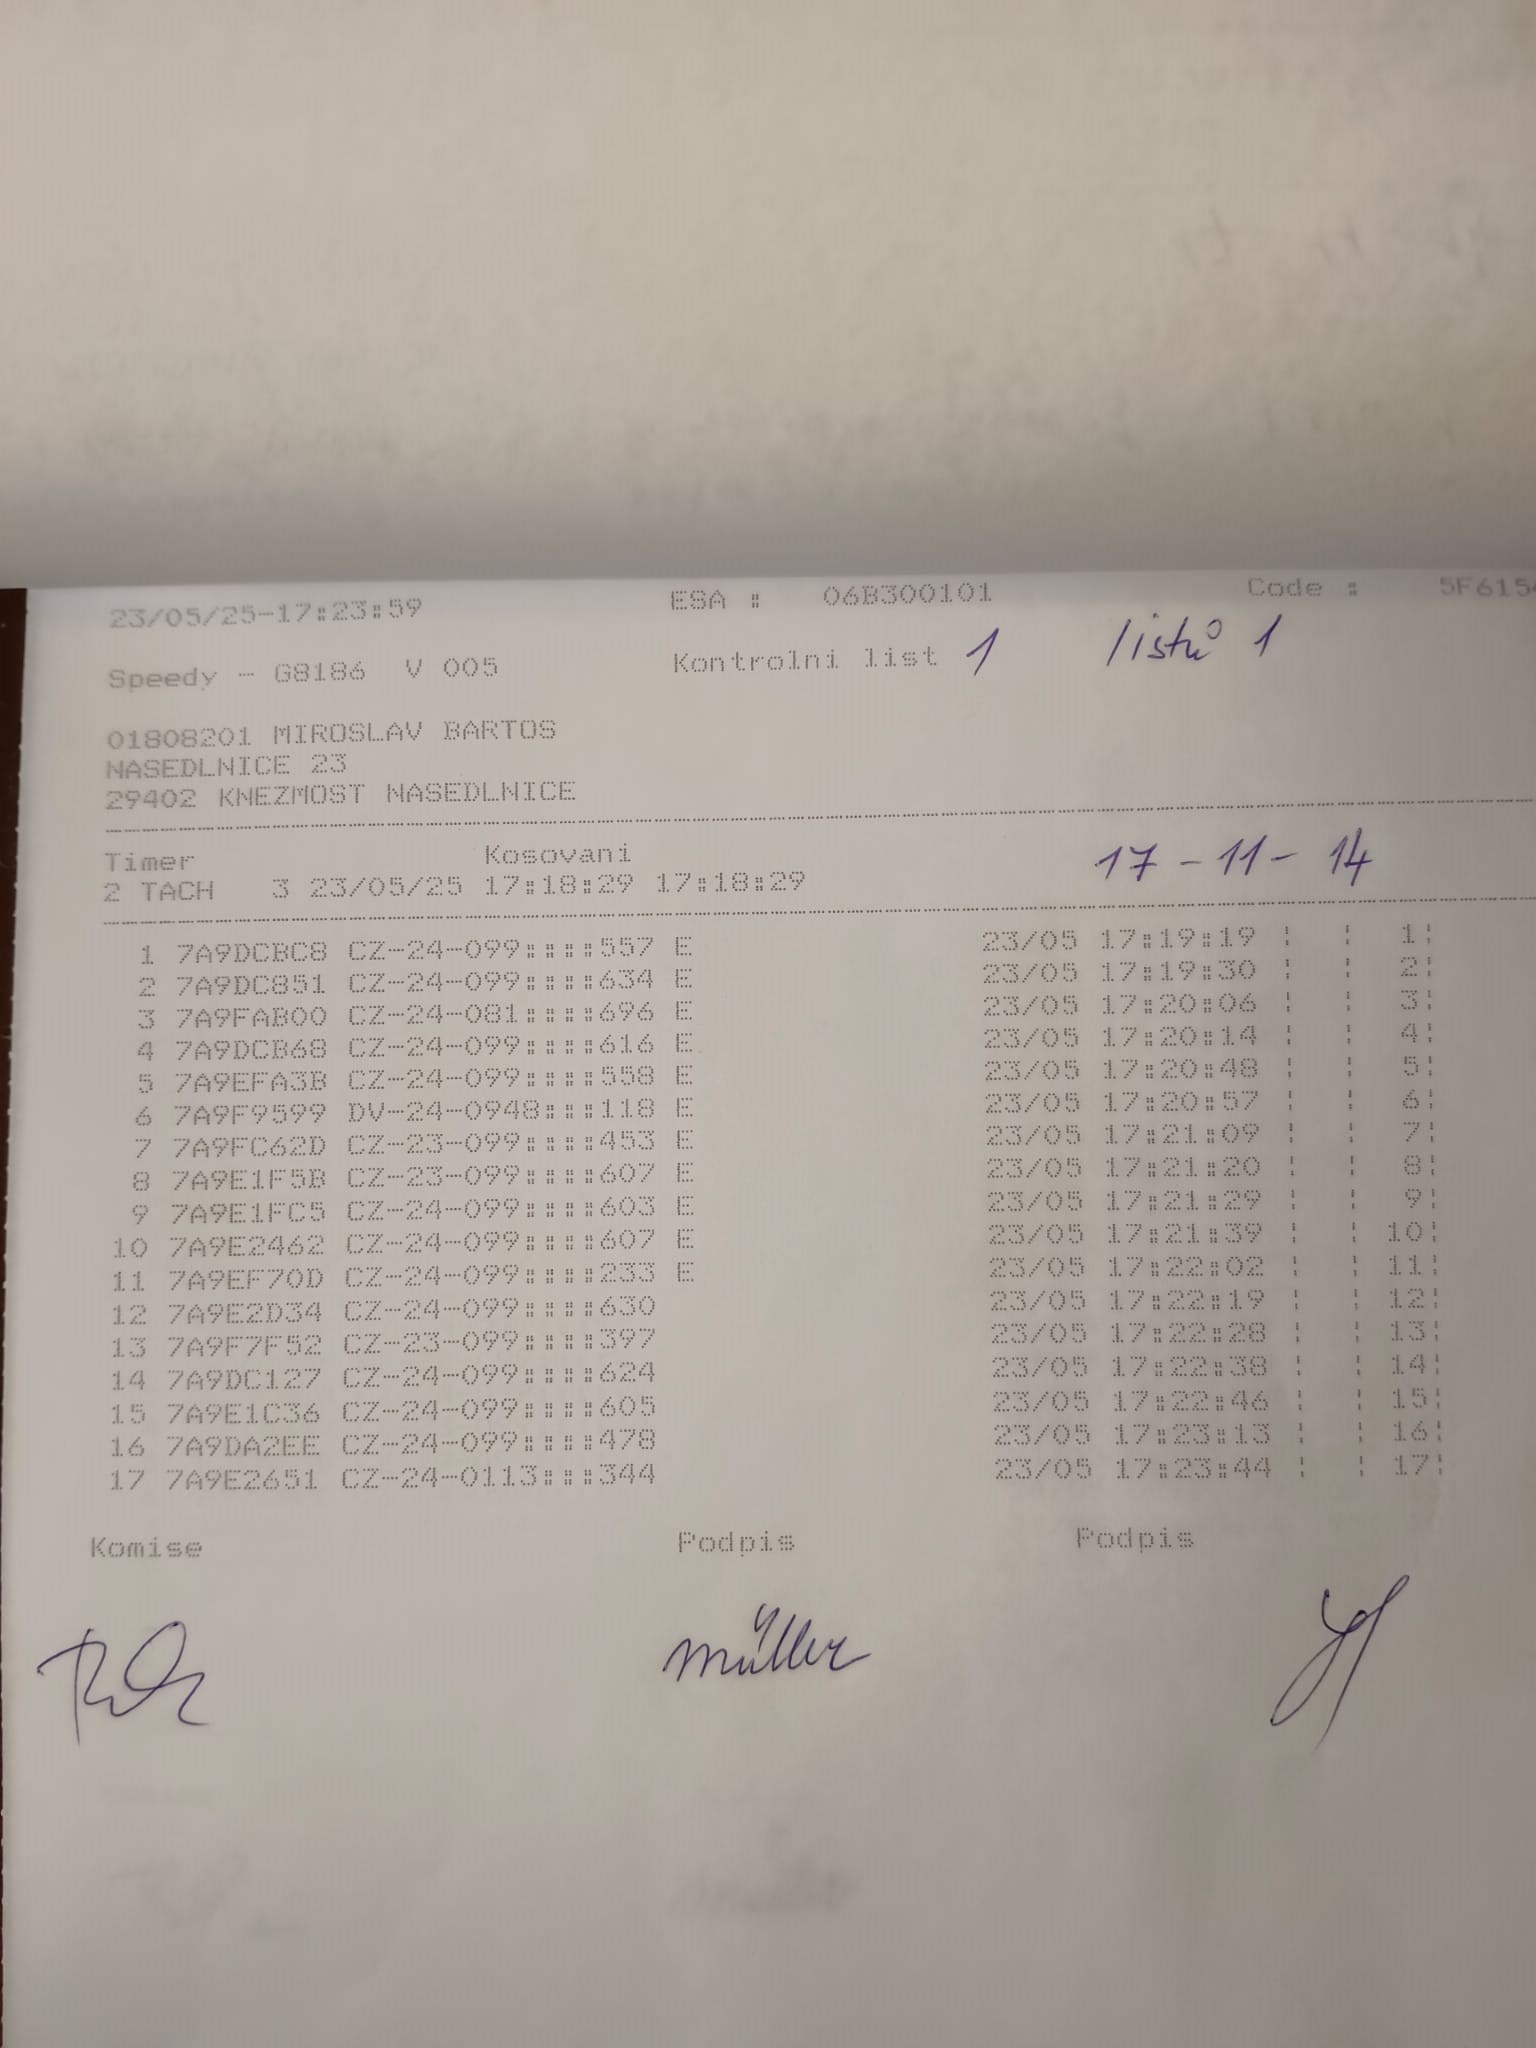 23/05/25-17:23:59 ESA : 06B300101 Code :
Speedy - G8186 V 005 Kontrolni list 1 listů 1
01808201 MIROSLAV BARTOS
NASEDLNICE 23
29402 KNEZMOST NASEDLNICE
Timer Kosovani 17-11-14
2 TACH 3 23/05/25 17:18:29 17:18:29
1 7A9DCBC8 CZ-24-099::::557 E 23/05 17:19:19 ¦ ¦ 1¦
2 7A9DC851 CZ-24-099::::634 E 23/05 17:19:30 ¦ ¦ 2¦
3 7A9FAB00 CZ-24-081::::696 E 23/05 17:20:06 ¦ ¦ 3¦
4 7A9DCB68 CZ-24-099::::616 E 23/05 17:20:14 ¦ ¦ 4¦
5 7A9EFA3B CZ-24-099::::558 E 23/05 17:20:48 ¦ ¦ 5¦
6 7A9F9599 DV-24-0948:::118 E 23/05 17:20:57 ¦ ¦ 6¦
7 7A9FC62D CZ-23-099::::453 E 23/05 17:21:09 ¦ ¦ 7¦
8 7A9E1F5B CZ-23-099::::607 E 23/05 17:21:20 ¦ ¦ 8¦
9 7A9E1FC5 CZ-24-099::::603 E 23/05 17:21:29 ¦ ¦ 9¦
10 7A9E2462 CZ-24-099::::607 E 23/05 17:21:39 ¦ ¦ 10¦
11 7A9EF70D CZ-24-099::::233 E 23/05 17:22:02 ¦ ¦ 11¦
12 7A9E2D34 CZ-24-099::::630 23/05 17:22:19 ¦ ¦ 12¦
13 7A9F7F52 CZ-23-099::::397 23/05 17:22:28 ¦ ¦ 13¦
14 7A9DC127 CZ-24-099::::624 23/05 17:22:38 ¦ ¦ 14¦
15 7A9E1C36 CZ-24-099::::605 23/05 17:22:46 ¦ ¦ 15¦
16 7A9DA2EE CZ-24-099::::478 23/05 17:23:13 ¦ ¦ 16¦
17 7A9E2651 CZ-24-0113:::344 23/05 17:23:44 ¦ ¦ 17¦
Komise Podpis Podpis
Müller